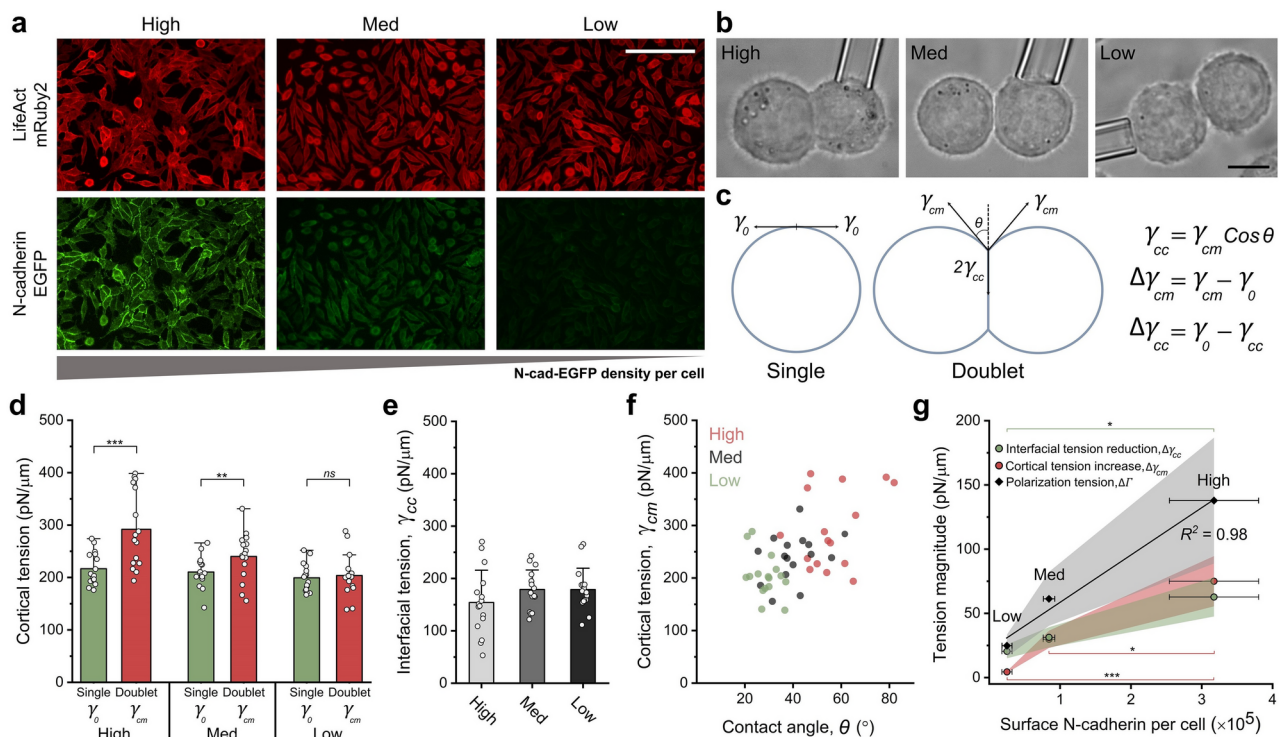 a
High
Med
Low
LifeAct
mRuby2
N-cadherin
EGFP
N-cad-EGFP density per cell
b
High
Med
Low
c
γ₀
γ₀
γcm
θ
γcm
2γcc
Single
Doublet
γcc = γcm Cosθ
Δγcm = γcm − γ₀
Δγcc = γ₀ − γcc
d
Cortical tension (pN/μm)
500
400
300
200
100
0
***
**
ns
Single Doublet Single Doublet Single Doublet
γ₀ γcm γ₀ γcm γ₀ γcm
High Med Low
e
Interfacial tension, γcc (pN/μm)
500
400
300
200
100
0
High
Med
Low
f
Cortical tension, γcm (pN/μm)
500
400
300
200
100
0
High
Med
Low
0 20 40 60 80
Contact angle, θ (°)
g
Tension magnitude (pN/μm)
200
150
100
50
0
*
Interfacial tension reduction, Δγcc
Cortical tension increase, Δγcm
Polarization tension, ΔΓ
High
R² = 0.98
Med
Low
*
***
0 1 2 3 4
Surface N-cadherin per cell (×10⁵)